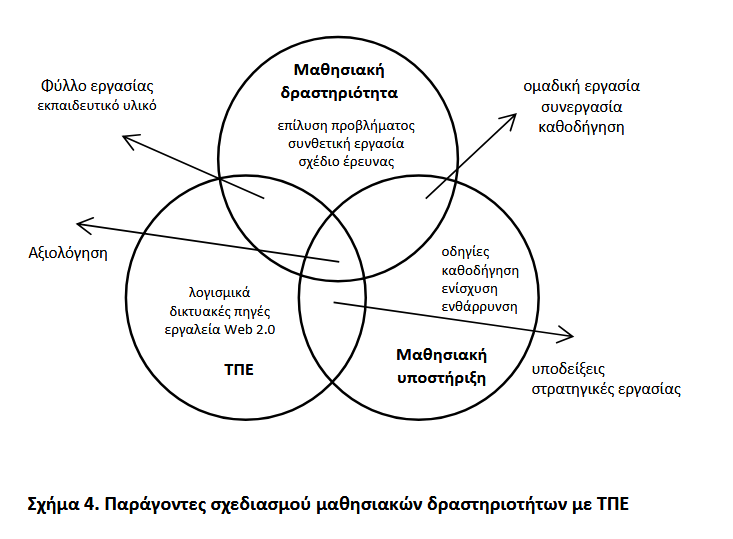 Μαθησιακή
δραστηριότητα
επίλυση προβλήματος
συνθετική εργασία
σχέδιο έρευνας
Φύλλο εργασίας
εκπαιδευτικό υλικό
ομαδική εργασία
συνεργασία
καθοδήγηση
Αξιολόγηση
λογισμικά
δικτυακές πηγές
εργαλεία Web 2.0
ΤΠΕ
οδηγίες
καθοδήγηση
ενίσχυση
ενθάρρυνση
Μαθησιακή
υποστήριξη
υποδείξεις
στρατηγικές εργασίας
Σχήμα 4. Παράγοντες σχεδιασμού μαθησιακών δραστηριοτήτων με ΤΠΕ